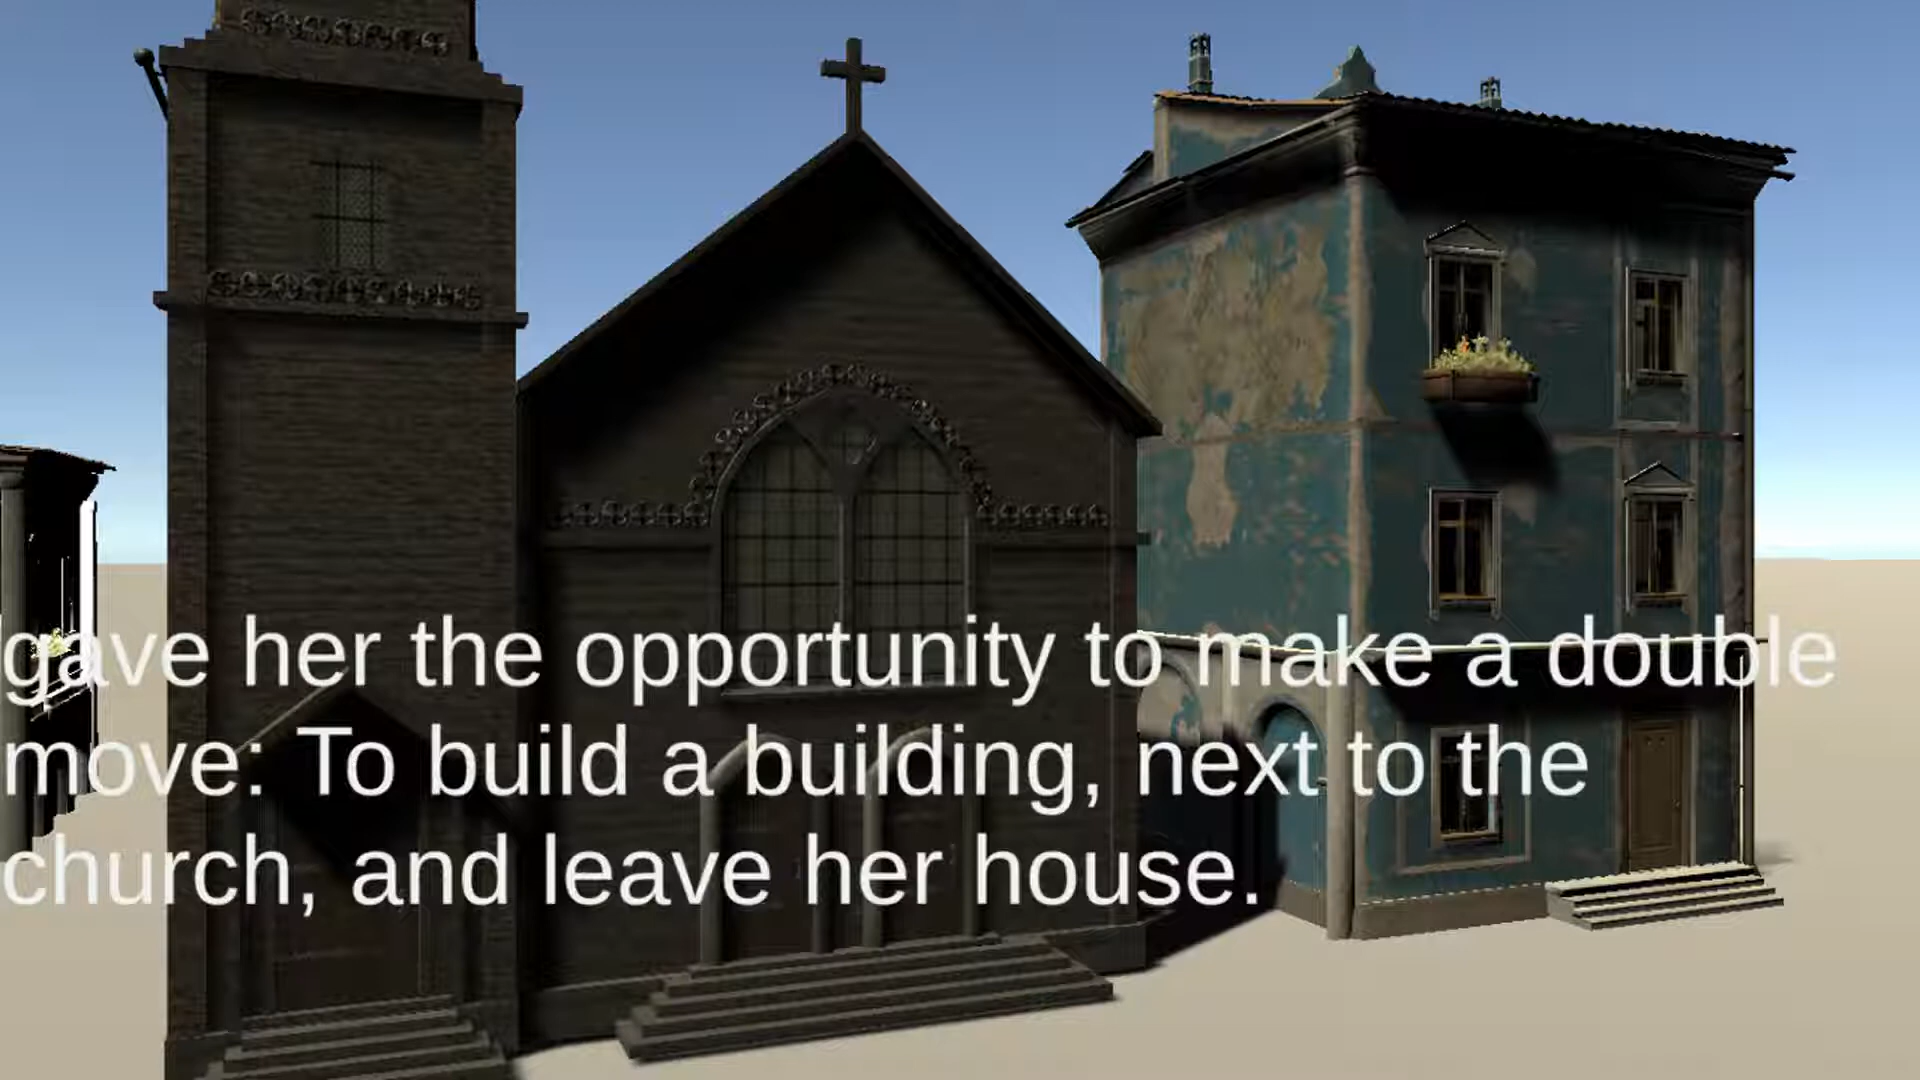 gave her the opportunity to make a double
move: To build a building, next to the
church, and leave her house.